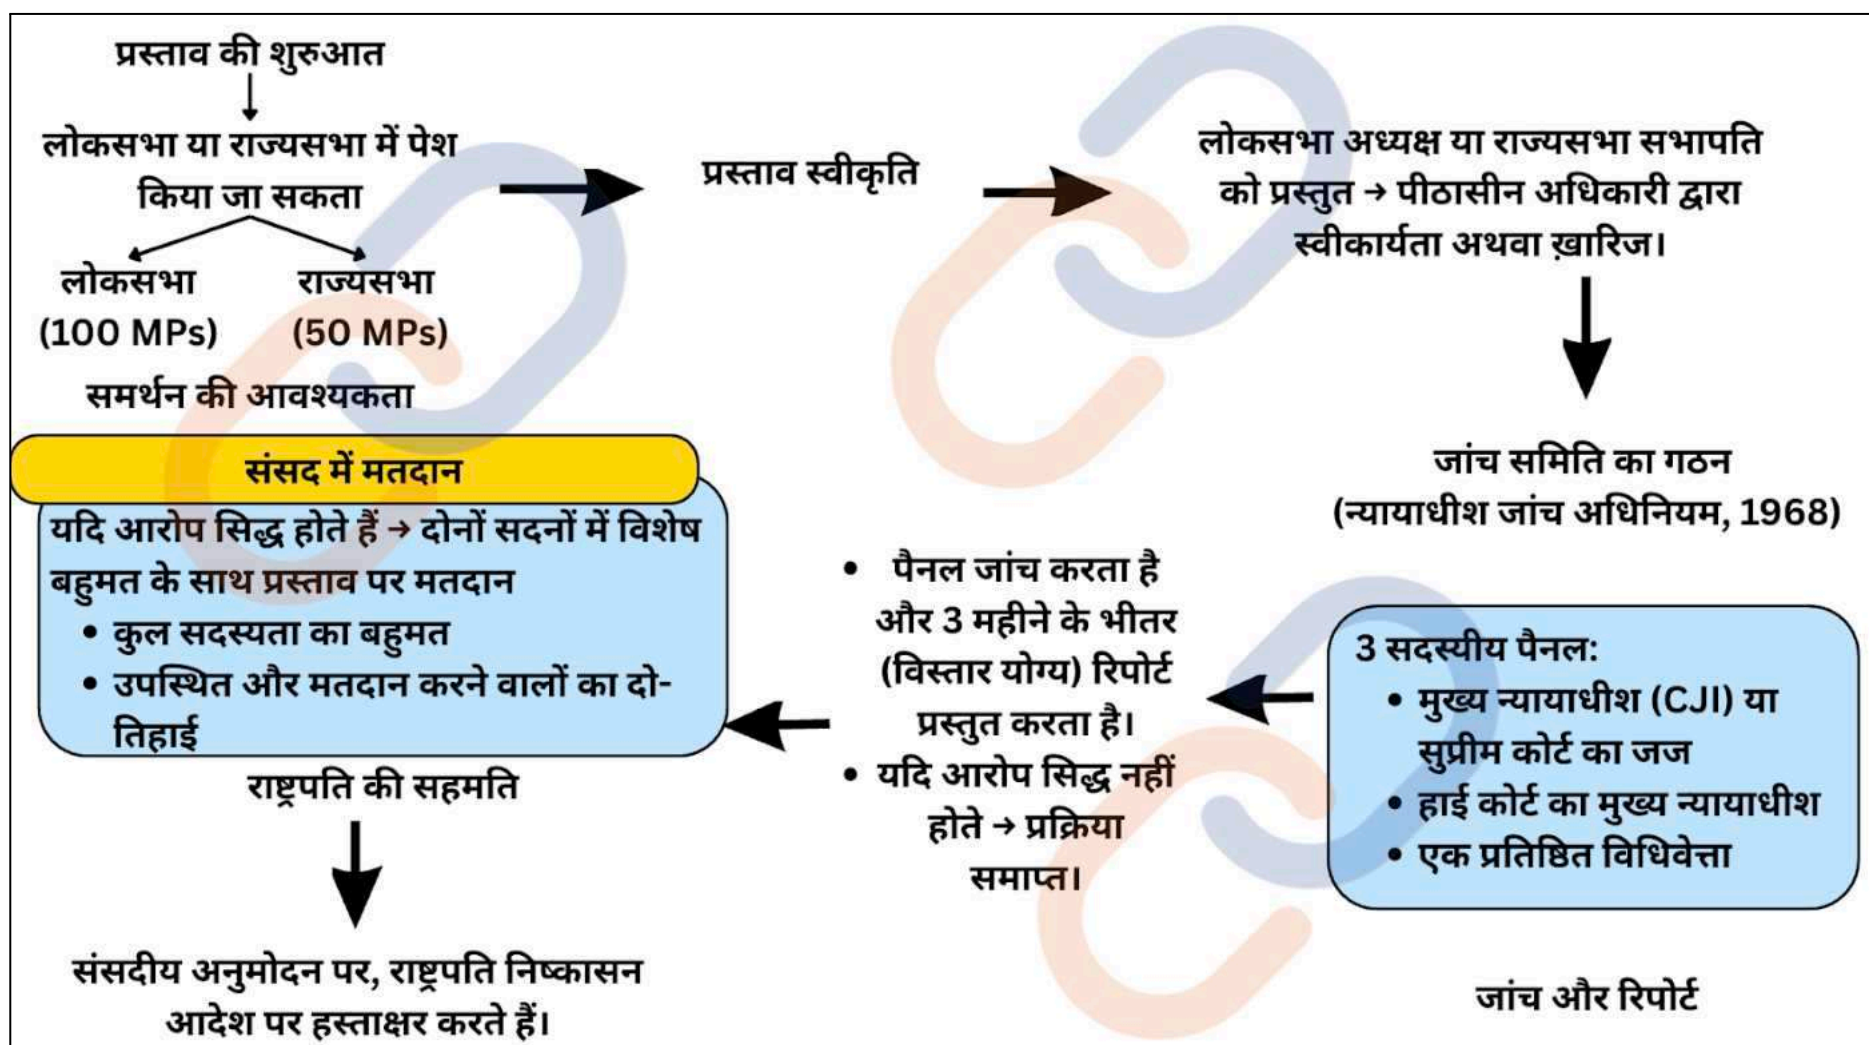 प्रस्ताव की शुरुआत
लोकसभा या राज्यसभा में पेश
किया जा सकता
लोकसभा
(100 MPs)
राज्यसभा
(50 MPs)
समर्थन की आवश्यकता
प्रस्ताव स्वीकृति
लोकसभा अध्यक्ष या राज्यसभा सभापति
को प्रस्तुत → पीठासीन अधिकारी द्वारा
स्वीकार्यता अथवा ख़ारिज।
जांच समिति का गठन
(न्यायाधीश जांच अधिनियम, 1968)
3 सदस्यीय पैनल:
• मुख्य न्यायाधीश (CJI) या
सुप्रीम कोर्ट का जज
• हाई कोर्ट का मुख्य न्यायाधीश
• एक प्रतिष्ठित विधिवेत्ता
जांच और रिपोर्ट
• पैनल जांच करता है
और 3 महीने के भीतर
(विस्तार योग्य) रिपोर्ट
प्रस्तुत करता है।
• यदि आरोप सिद्ध नहीं
होते → प्रक्रिया
समाप्त।
संसद में मतदान
यदि आरोप सिद्ध होते हैं → दोनों सदनों में विशेष
बहुमत के साथ प्रस्ताव पर मतदान
• कुल सदस्यता का बहुमत
• उपस्थित और मतदान करने वालों का दो-
तिहाई
राष्ट्रपति की सहमति
संसदीय अनुमोदन पर, राष्ट्रपति निष्कासन
आदेश पर हस्ताक्षर करते हैं।